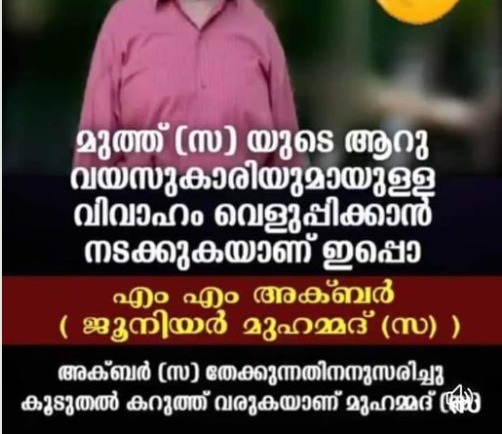 മുത്ത് (സ) യുടെ ആറു
വയസുകാരിയുമായുളള
വിവാഹം വെളുപ്പിക്കാൻ
നടക്കുകയാണ് ഇപ്പൊ
എം എം അക്ബർ
( ജൂനിയർ മുഹമ്മദ് (സ) )
അക്ബർ (സ) തേക്കുന്നതിനനുസരിച്ചു
കൂടുതൽ കറുത്ത് വരുകയാണ് മുഹമ്മദ്